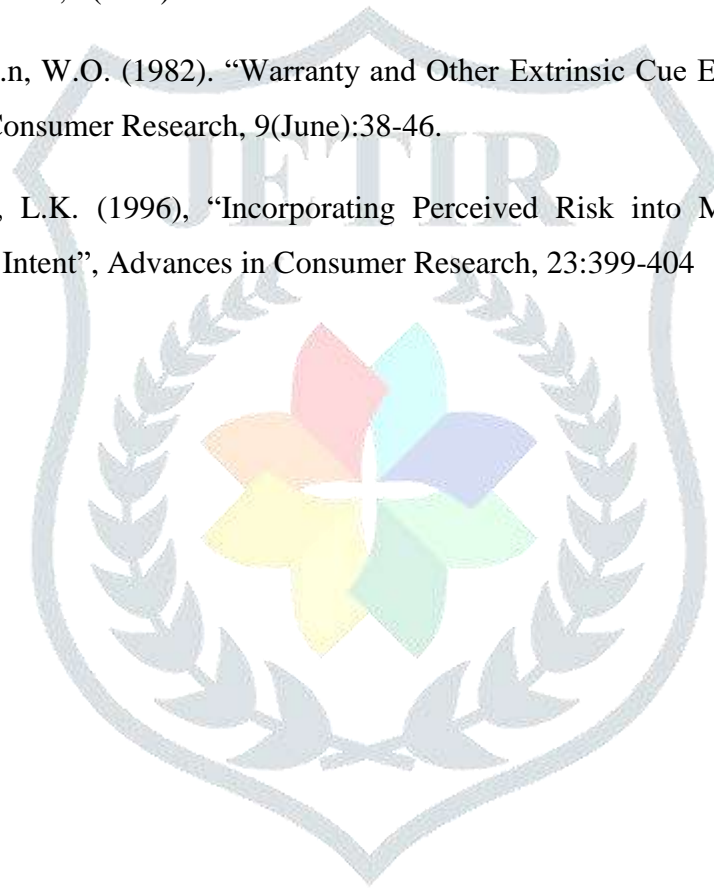 .n, W.O. (1982). “Warranty and Other Extrinsic Cue E
Consumer Research, 9(June):38-46.
JETIR
, L.K. (1996), “Incorporating Perceived Risk into M
Intent”, Advances in Consumer Research, 23:399-404